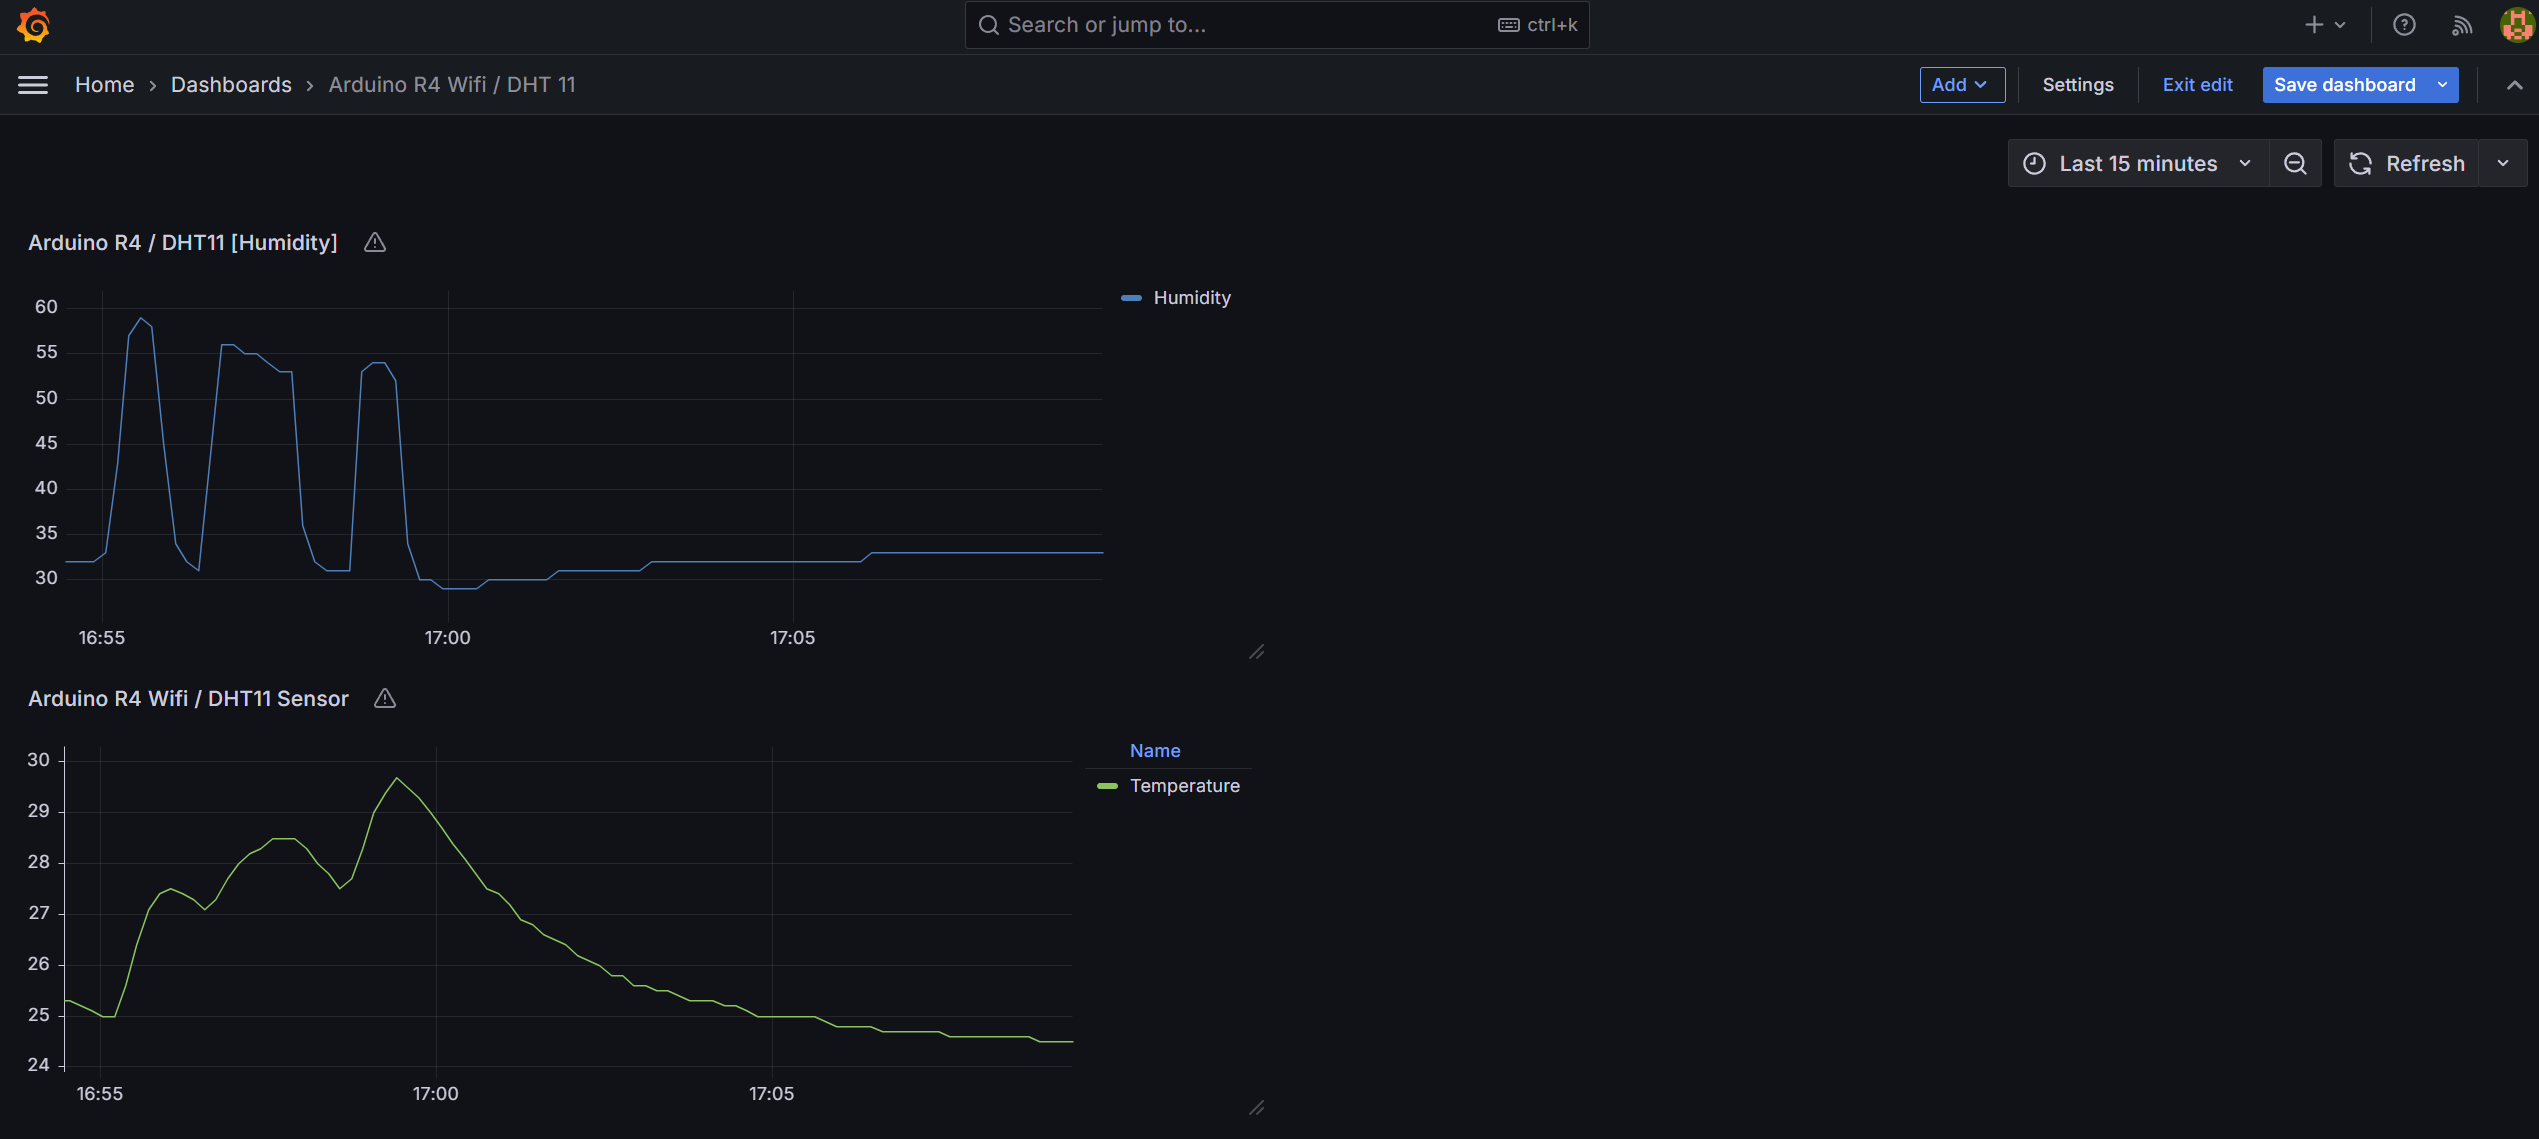 Search or jump to...
ctrl+k
Home
Dashboards
Arduino R4 Wifi / DHT 11
Add
Settings
Exit edit
Save dashboard
Last 15 minutes
Refresh
Arduino R4 / DHT11 [Humidity]
60
55
50
45
40
35
30
16:55
17:00
17:05
Humidity
Arduino R4 Wifi / DHT11 Sensor
30
29
28
27
26
25
24
16:55
17:00
17:05
Name
Temperature